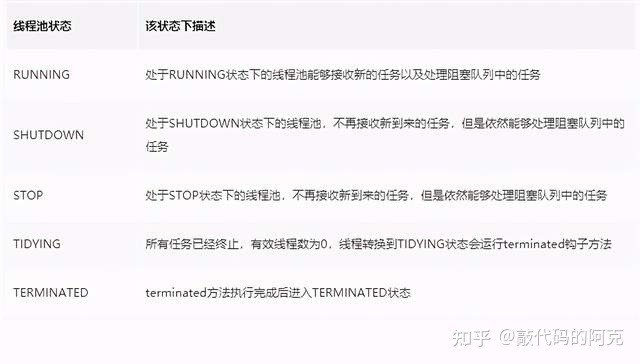 线程池状态 该状态下描述
RUNNING 处于RUNNING状态下的线程池能够接收新的任务以及处理阻塞队列中的任务
SHUTDOWN 处于SHUTDOWN状态下的线程池，不再接收新到来的任务，但是依然能够处理阻塞队列中的
任务
STOP 处于STOP状态下的线程池，不再接收新到来的任务，但是依然能够处理阻塞队列中的任务
TIDYING 所有任务已经终止，有效线程数为0，线程转换到TIDYING状态会运行terminated钩子方法
TERMINATED terminated方法执行完成后进入TERMINATED状态
知乎 @敲代码的阿克